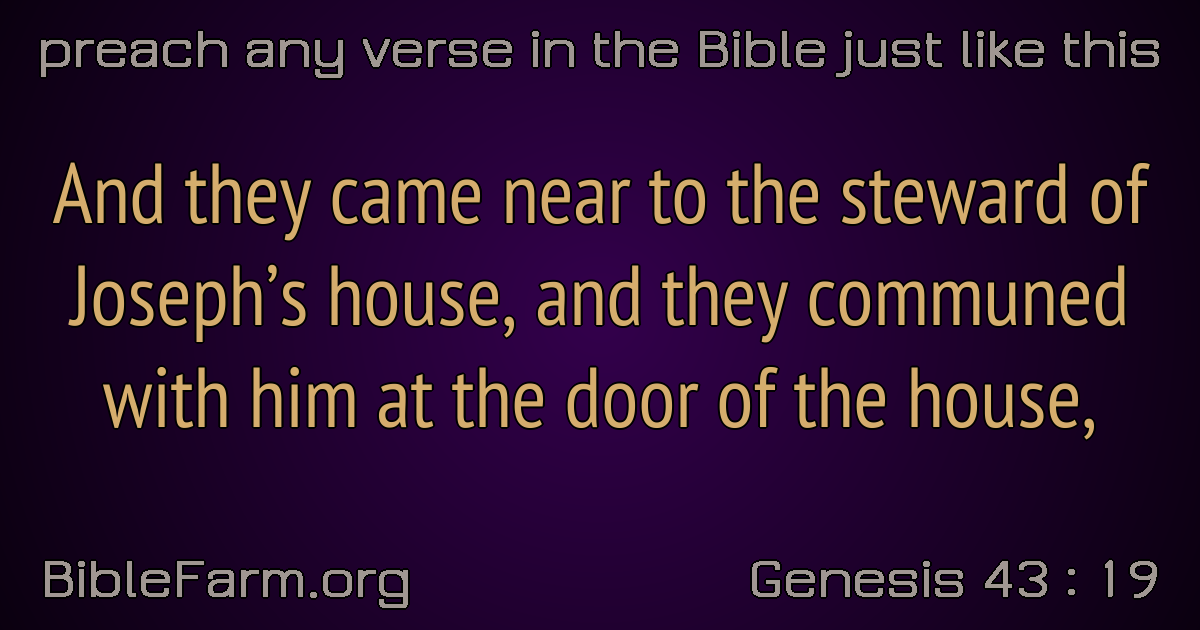 preach any verse in the Bible just like this
And they came near to the steward of
Joseph’s house, and they communed
with him at the door of the house,
BibleFarm.org
Genesis 43 : 19